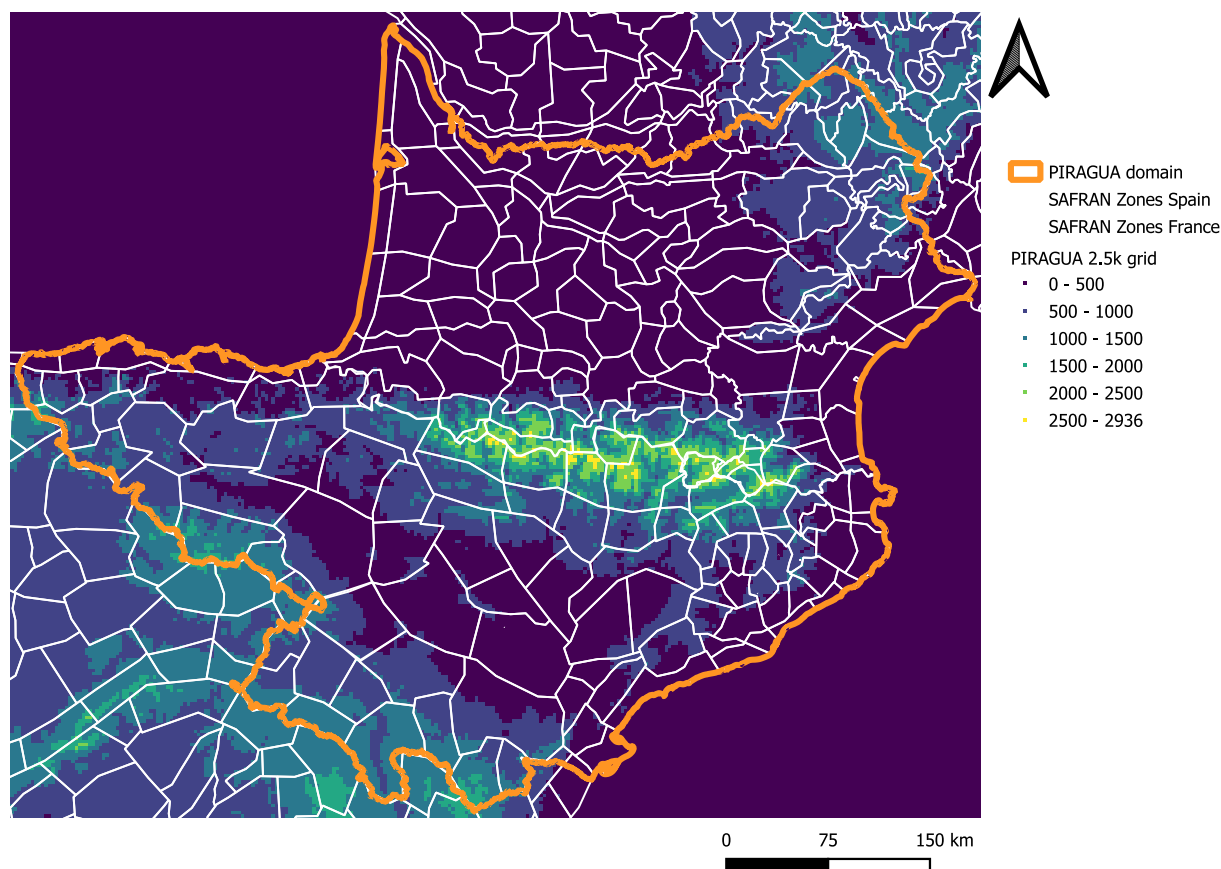 PIRAGUA domain
SAFRAN Zones Spain
SAFRAN Zones France
PIRAGUA 2.5k grid
0 - 500
500 - 1000
1000 - 1500
1500 - 2000
2000 - 2500
2500 - 2936
0 75 150 km